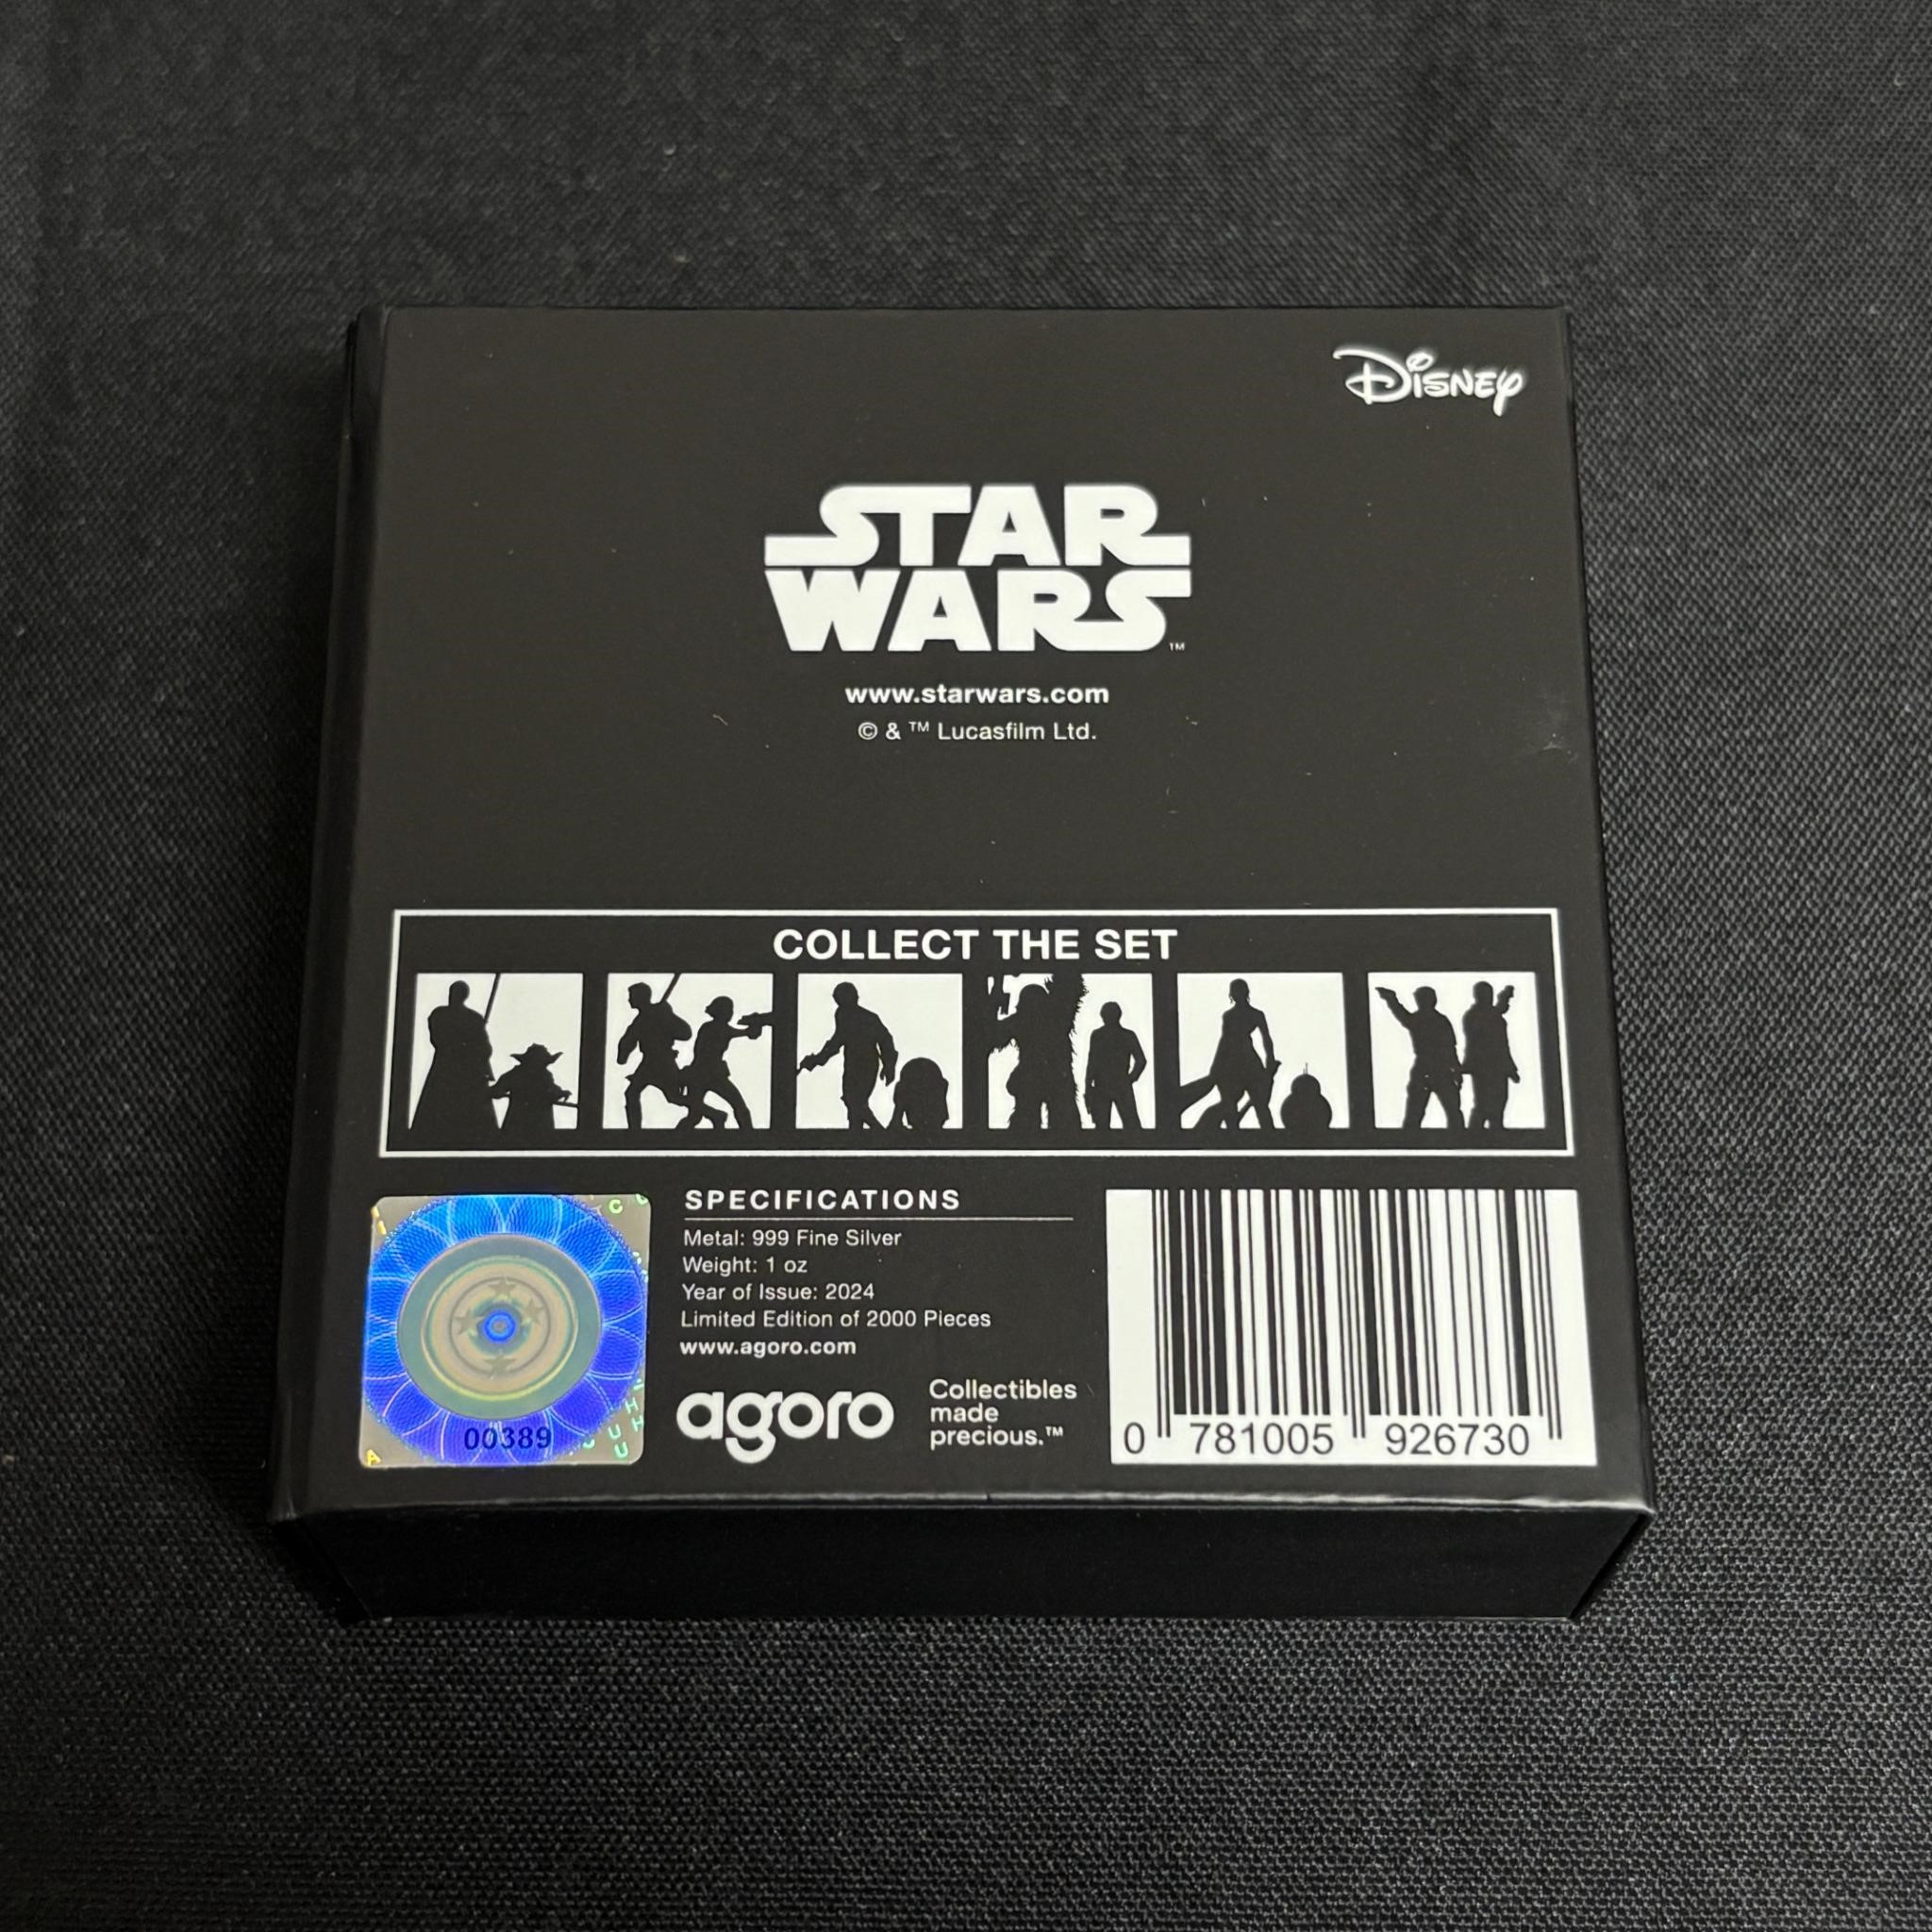 Disney
STAR
WARS™
www.starwars.com
© & ™ Lucasfilm Ltd.
COLLECT THE SET
SPECIFICATIONS
Metal: 999 Fine Silver
Weight: 1 oz
Year of Issue: 2024
Limited Edition of 2000 Pieces
www.agoro.com
agoro
Collectibles
made
precious.™
00389
0 781005 926730